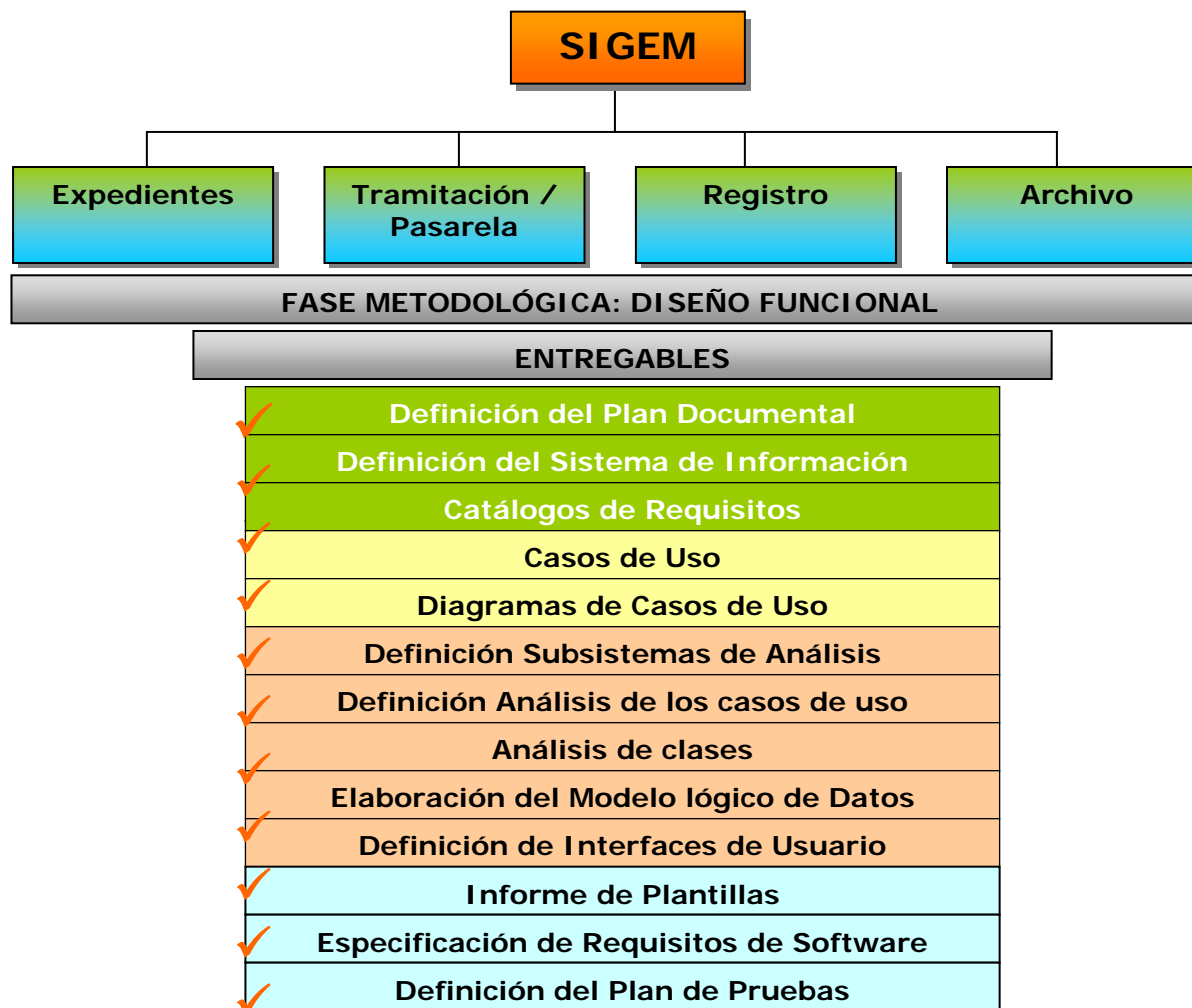 SIGEM
Expedientes
Tramitación /
Pasarela
Registro
Archivo
FASE METODOLÓGICA: DISEÑO FUNCIONAL
ENTREGABLES
Definición del Plan Documental
Definición del Sistema de Información
Catálogos de Requisitos
Casos de Uso
Diagramas de Casos de Uso
Definición Subsistemas de Análisis
Definición Análisis de los casos de uso
Análisis de clases
Elaboración del Modelo lógico de Datos
Definición de Interfaces de Usuario
Informe de Plantillas
Especificación de Requisitos de Software
Definición del Plan de Pruebas